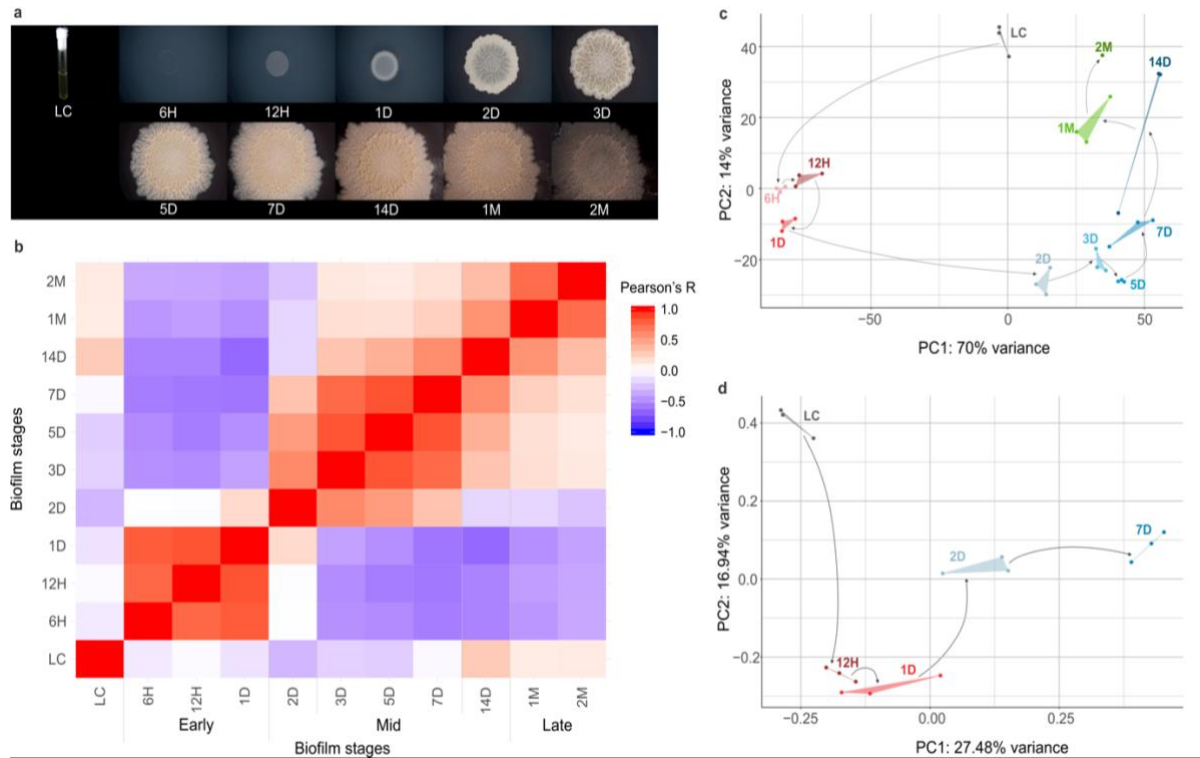 a
LC
6H 12H 1D 2D 3D
5D 7D 14D 1M 2M
b
2M
1M
14D
7D
5D
3D
2D
1D
12H
6H
LC
Biofilm stages
LC 6H 12H 1D 2D 3D 5D 7D 14D 1M 2M
Early Mid Late
Biofilm stages
Pearson's R
1.0
0.5
0.0
−0.5
−1.0
c
LC
2M
14D
1M
12H
6H
1D
2D
3D
7D
5D
40
20
0
−20
PC2: 14% variance
−50 0 50
PC1: 70% variance
d
LC
7D
2D
12H
1D
0.4
0.2
0.0
−0.2
PC2: 16.94% variance
−0.25 0.00 0.25
PC1: 27.48% variance